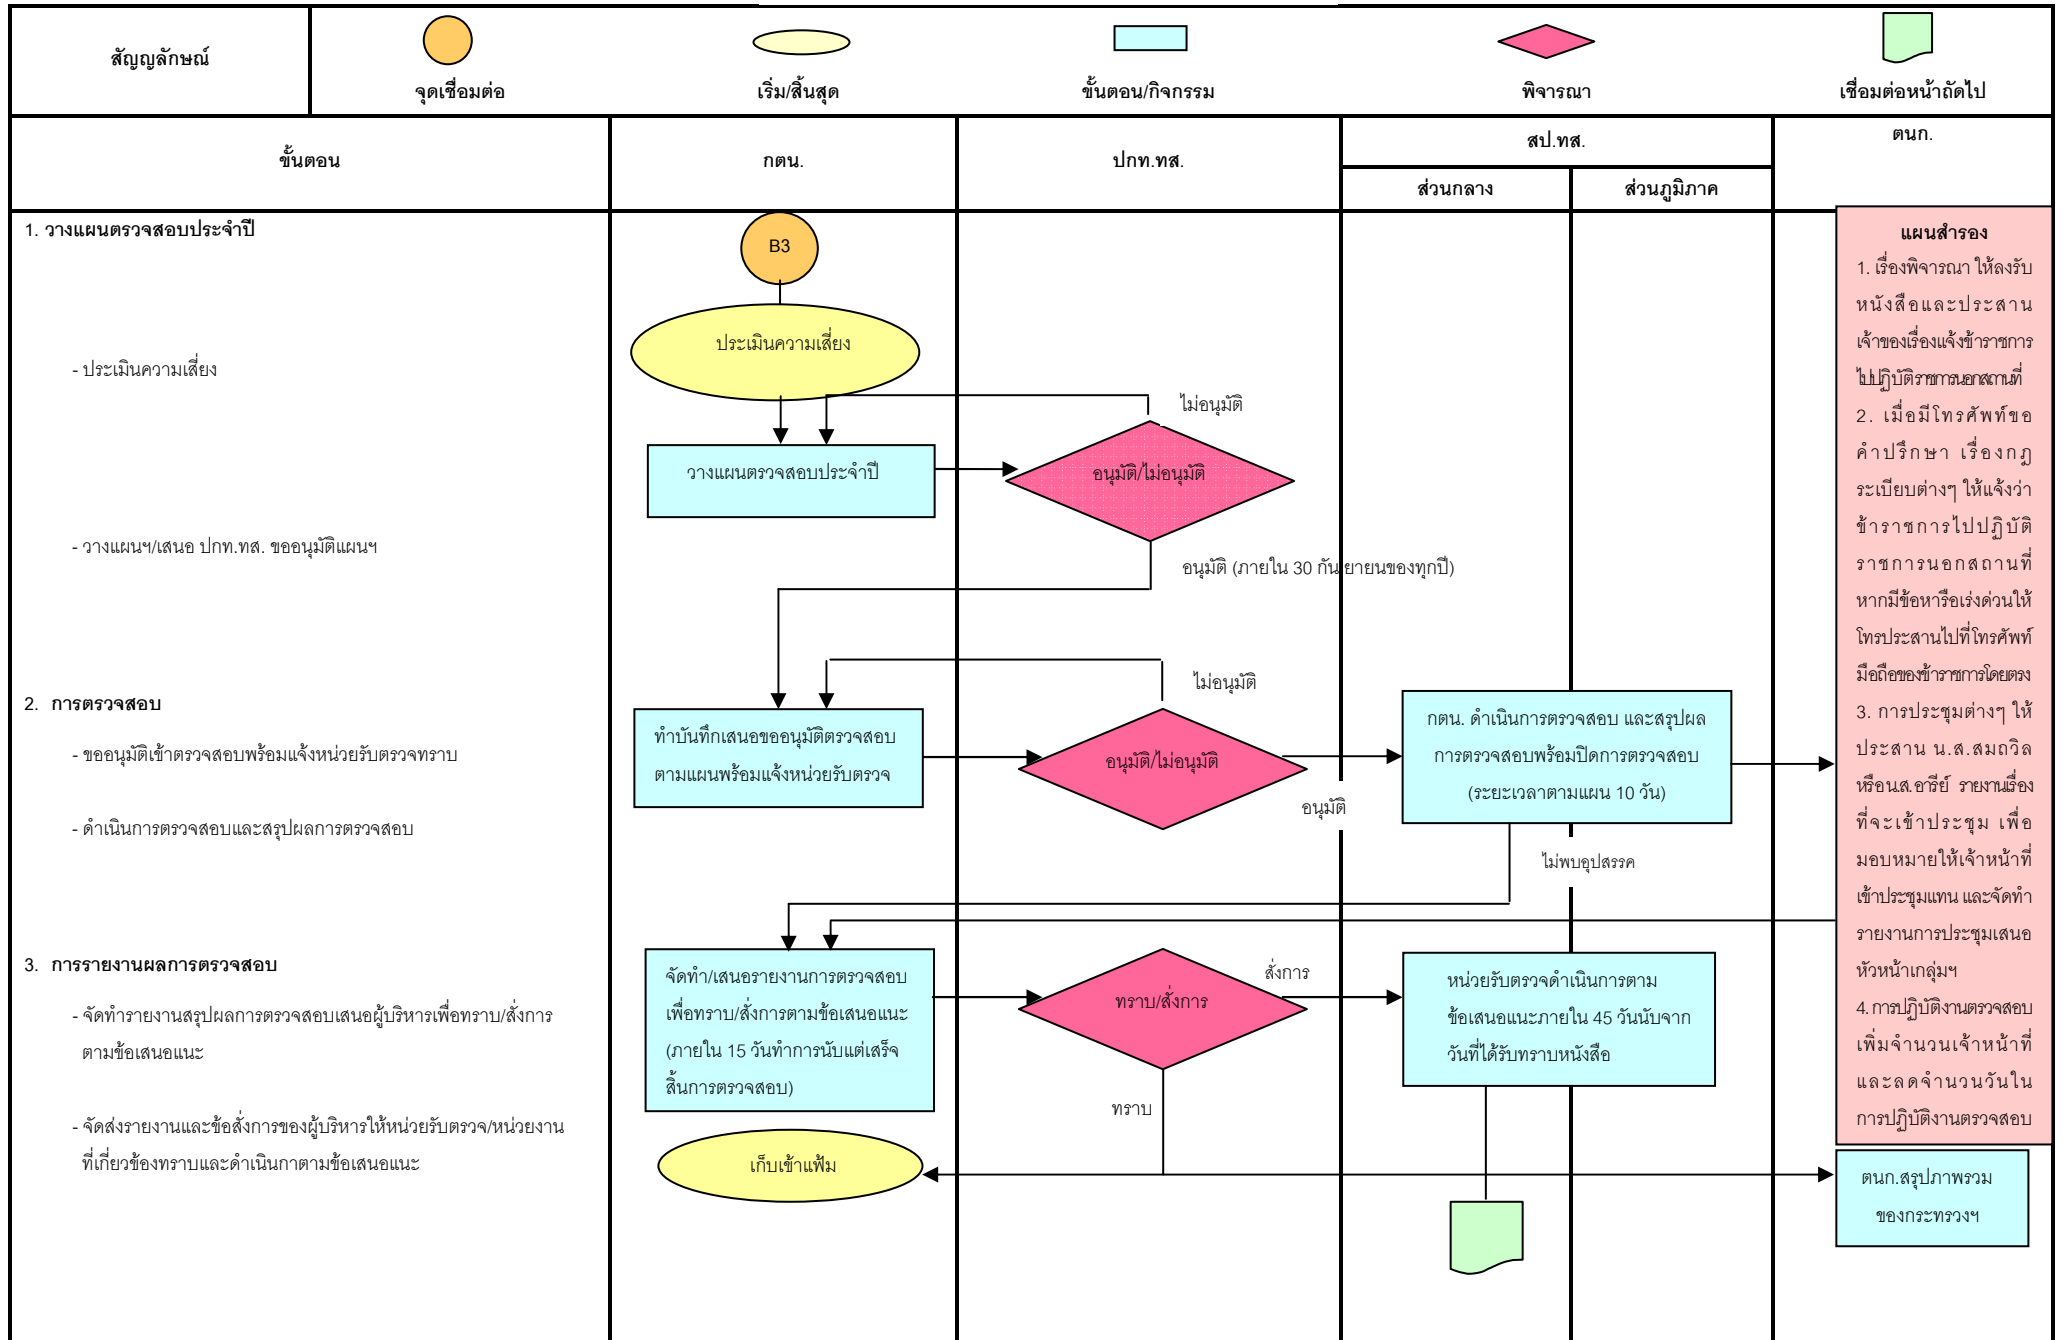 สัญญลักษณ์
จุดเชื่อมต่อ
เริ่ม/สิ้นสุด
ขั้นตอน/กิจกรรม
พิจารณา
เชื่อมต่อหน้าถัดไป
ขั้นตอน
กตน.
ปกท.ทส.
สป.ทส.
ส่วนกลาง
ส่วนภูมิภาค
ตนก.
1. วางแผนตรวจสอบประจำปี
- ประเมินความเสี่ยง
- วางแผนฯ/เสนอ ปกท.ทส. ขออนุมัติแผนฯ
2. การตรวจสอบ
- ขออนุมัติเข้าตรวจสอบพร้อมแจ้งหน่วยรับตรวจทราบ
- ดำเนินการตรวจสอบและสรุปผลการตรวจสอบ
3. การรายงานผลการตรวจสอบ
- จัดทำรายงานสรุปผลการตรวจสอบเสนอผู้บริหารเพื่อทราบ/สั่งการ
ตามข้อเสนอแนะ
- จัดส่งรายงานและข้อสั่งการของผู้บริหารให้หน่วยรับตรวจ/หน่วยงาน
ที่เกี่ยวข้องทราบและดำเนินกาตามข้อเสนอแนะ
B3
ประเมินความเสี่ยง
วางแผนตรวจสอบประจำปี
ไม่อนุมัติ
อนุมัติ/ไม่อนุมัติ
อนุมัติ (ภายใน 30 กันยายนของทุกปี)
ทำบันทึกเสนอขออนุมัติตรวจสอบ
ตามแผนพร้อมแจ้งหน่วยรับตรวจ
ไม่อนุมัติ
อนุมัติ/ไม่อนุมัติ
อนุมัติ
กตน. ดำเนินการตรวจสอบ และสรุปผล
การตรวจสอบพร้อมปิดการตรวจสอบ
(ระยะเวลาตามแผน 10 วัน)
ไม่พบอุปสรรค
จัดทำ/เสนอรายงานการตรวจสอบ
เพื่อทราบ/สั่งการตามข้อเสนอแนะ
(ภายใน 15 วันทำการนับแต่เสร็จ
สิ้นการตรวจสอบ)
ทราบ/สั่งการ
สั่งการ
ทราบ
หน่วยรับตรวจดำเนินการตาม
ข้อเสนอแนะภายใน 45 วันนับจาก
วันที่ได้รับทราบหนังสือ
เก็บเข้าแฟ้ม
แผนสำรอง
1. เรื่องพิจารณา ให้ลงรับ
หนังสือและประสาน
เจ้าของเรื่องแจ้งข้าราชการ
ไปปฏิบัติราชการนอกสถานที่
2. เมื่อมีโทรศัพท์ขอ
คำปรึกษา เรื่องกฎ
ระเบียบต่างๆ ให้แจ้งว่า
ข้าราชการไปปฏิบัติ
ราชการนอกสถานที่
หากมีข้อหารือเร่งด่วนให้
โทรประสานไปที่โทรศัพท์
มือถือของข้าราชการโดยตรง
3. การประชุมต่างๆ ให้
ประสาน น.ส.สมถวิล
หรือน.ส.อารีย์ รายงานเรื่อง
ที่จะเข้าประชุม เพื่อ
มอบหมายให้เจ้าหน้าที่
เข้าประชุมแทน และจัดทำ
รายงานการประชุมเสนอ
หัวหน้าเกลุ่มฯ
4. การปฏิบัติงานตรวจสอบ
เพิ่มจำนวนเจ้าหน้าที่
และลดจำนวนวันใน
การปฏิบัติงานตรวจสอบ
ตนก.สรุปภาพรวม
ของกระทรวงฯ